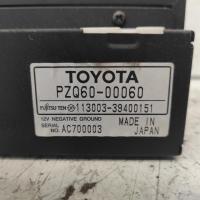 TOYOTA
PZQ60-00060
FUJITSU TEN 113003-39400151
12V NEGATIVE GROUND
SERIAL NO. AC700003
MADE IN JAPAN